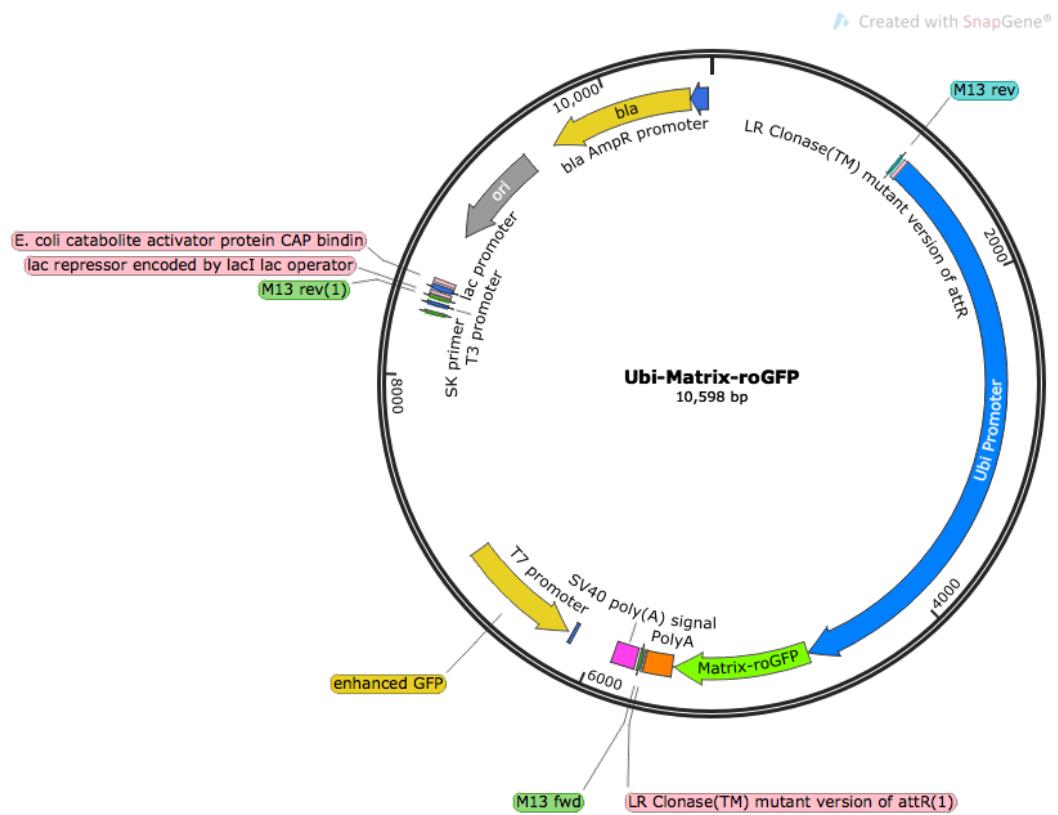 Created with SnapGene®
M13 rev
10,000
bla
LR Clonase(TM) mutant version of attR
bla AmpR promoter
ori
2000
E. coli catabolite activator protein CAP bindin
lac promoter
lac repressor encoded by lacI lac operator
M13 rev(1)
T3 promoter
SK primer
Ubi-Matrix-roGFP
10,598 bp
8000
Ubi Promoter
T7 promoter
SV40 poly(A) signal
4000
PolyA
Matrix-roGFP
6000
enhanced GFP
M13 fwd
LR Clonase(TM) mutant version of attR(1)